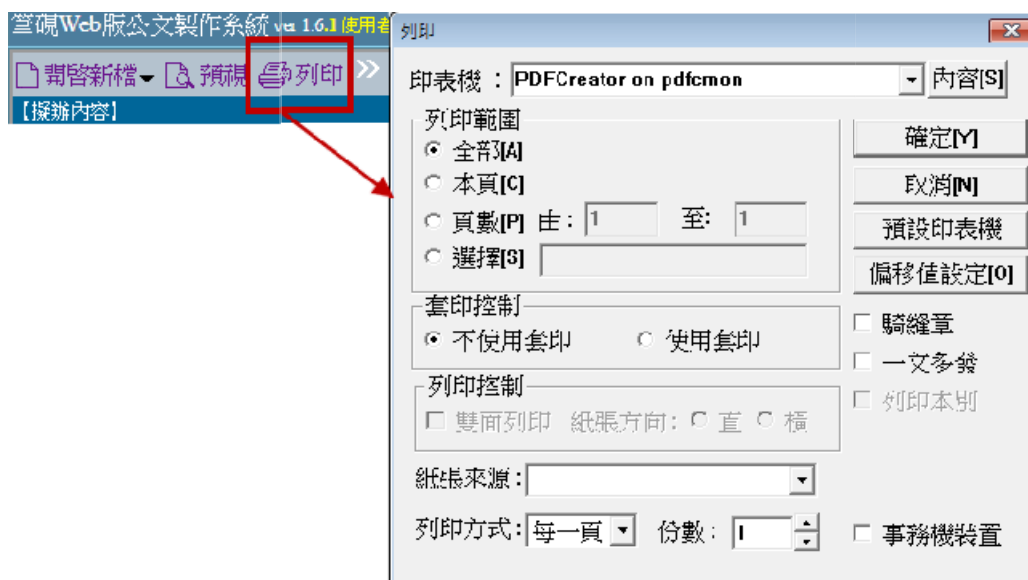 筆硯Web版公文製作系統 ver 1.6.1 使用者
開啓新檔 預視 列印
【擬辦內容】
列印
印表機： PDFCreator on pdfcmon 內容[S]
列印範圍
全部[A]
本頁[C]
頁數[P] 由： 1 至: 1
選擇[S]
確定[Y]
取消[N]
預設印表機
偏移值設定[O]
套印控制
不使用套印 使用套印
騎縫章
一文多發
列印本別
列印控制
雙面列印 紙張方向: 直 橫
紙張來源：
列印方式： 每一頁 份數： 1 事務機裝置